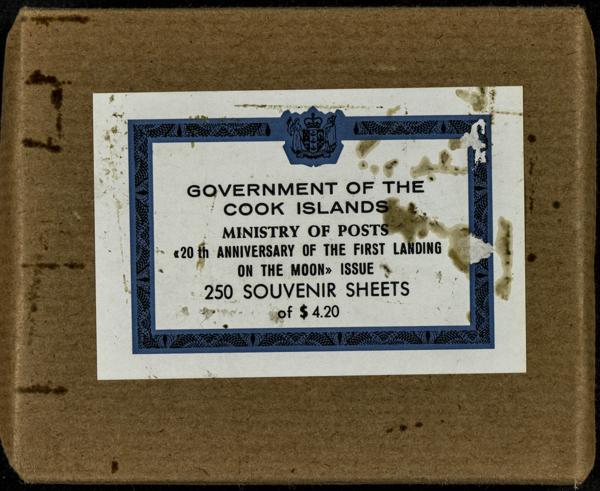 GOVERNMENT OF THE
COOK ISLANDS
MINISTRY OF POSTS
«20 th ANNIVERSARY OF THE FIRST LANDING
ON THE MOON» ISSUE
250 SOUVENIR SHEETS
of $4.20